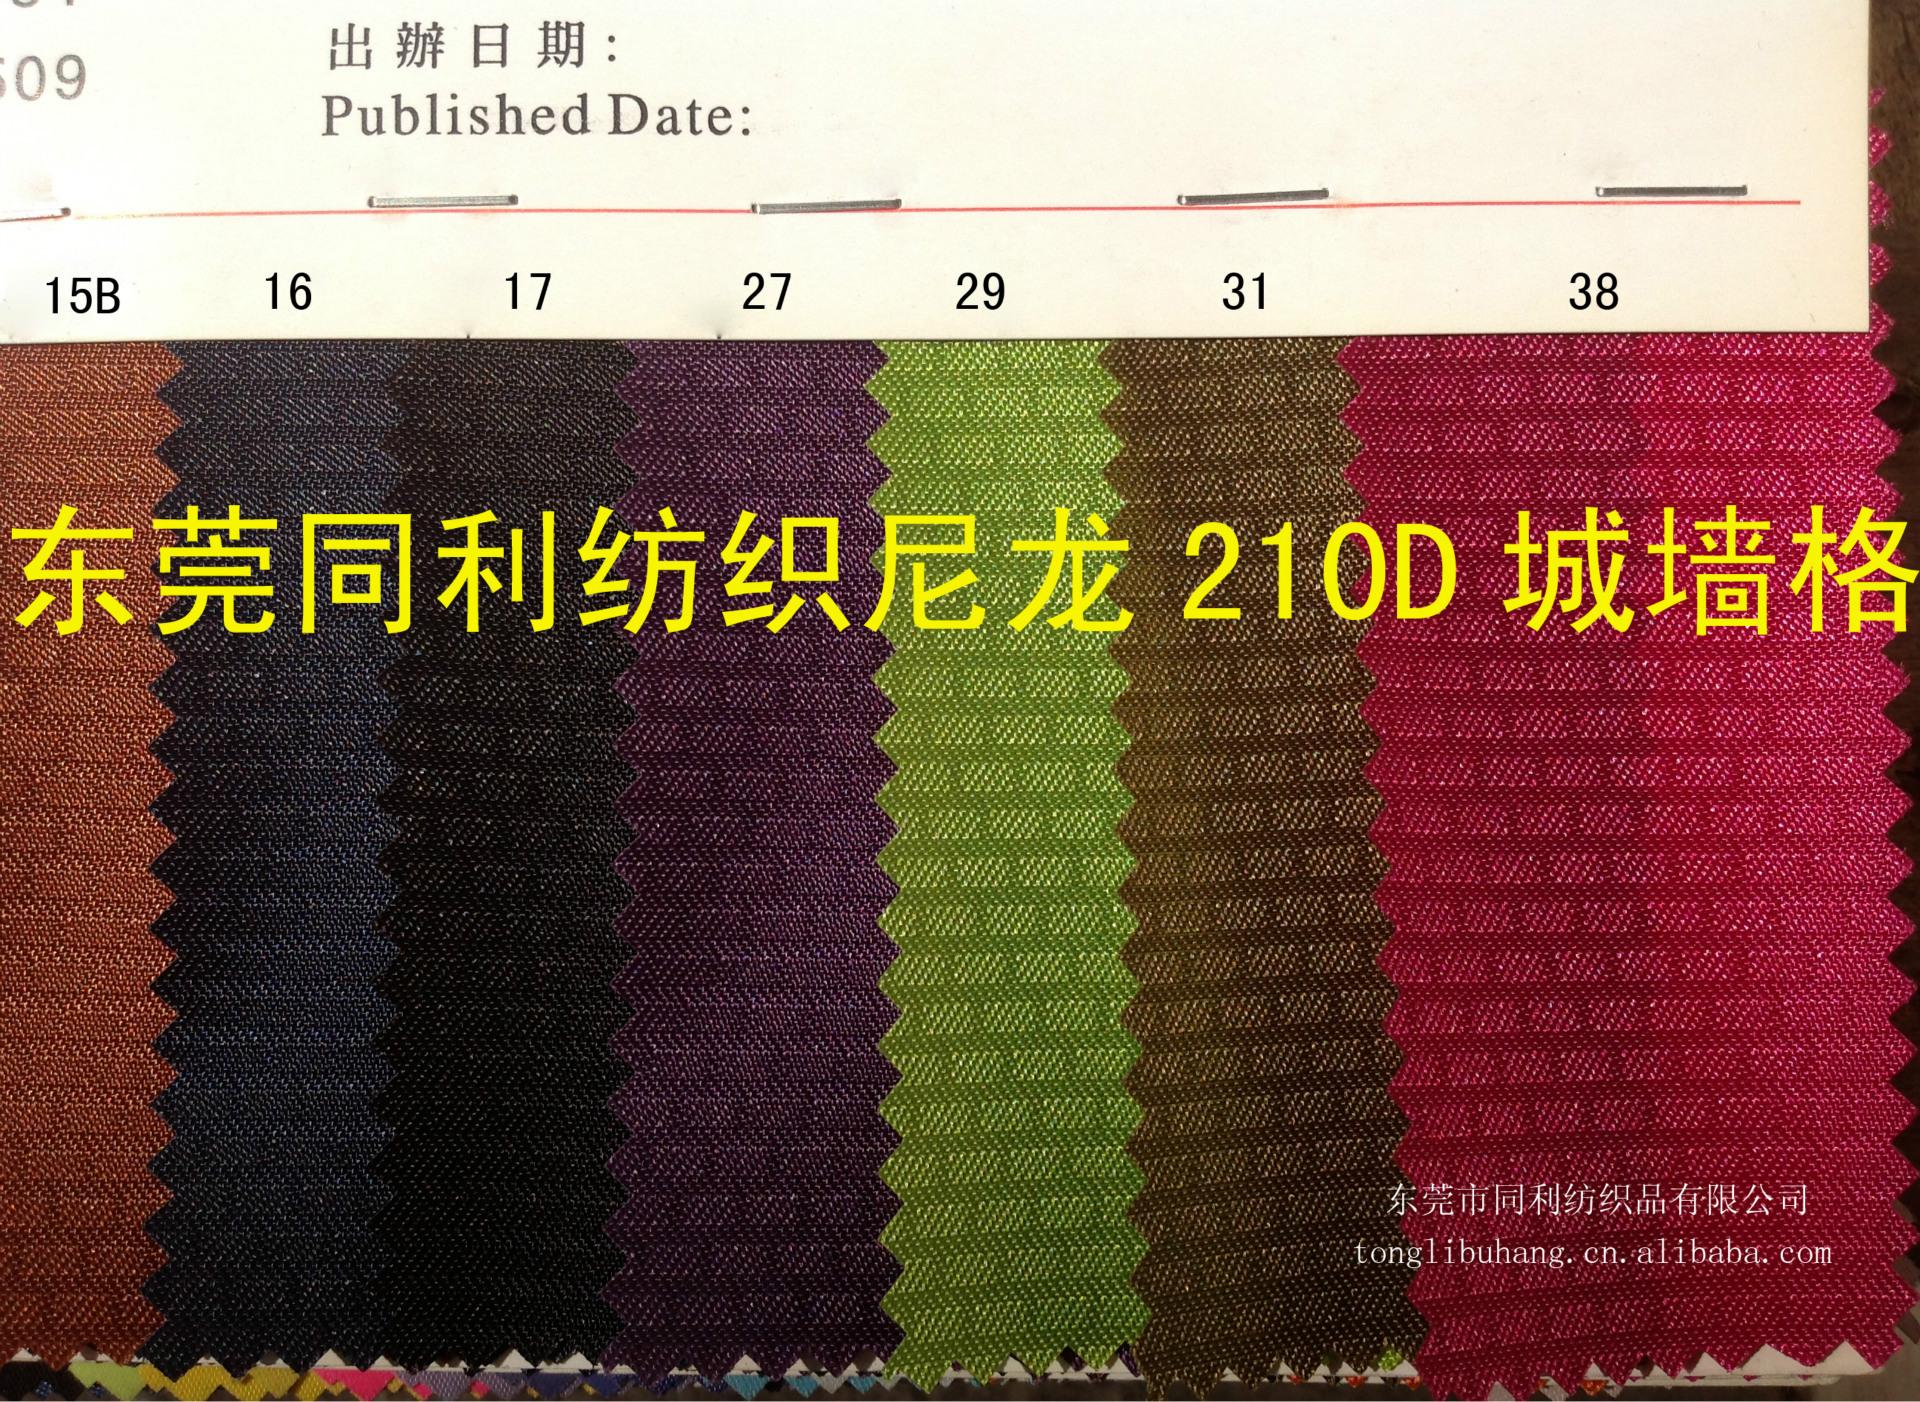 出辦日期:
509
Published Date:
15B 16 17 27 29 31 38
东莞同利纺织尼龙 210D 城墙格
东莞市同利纺织品有限公司
tonglibuhang.cn.alibaba.com